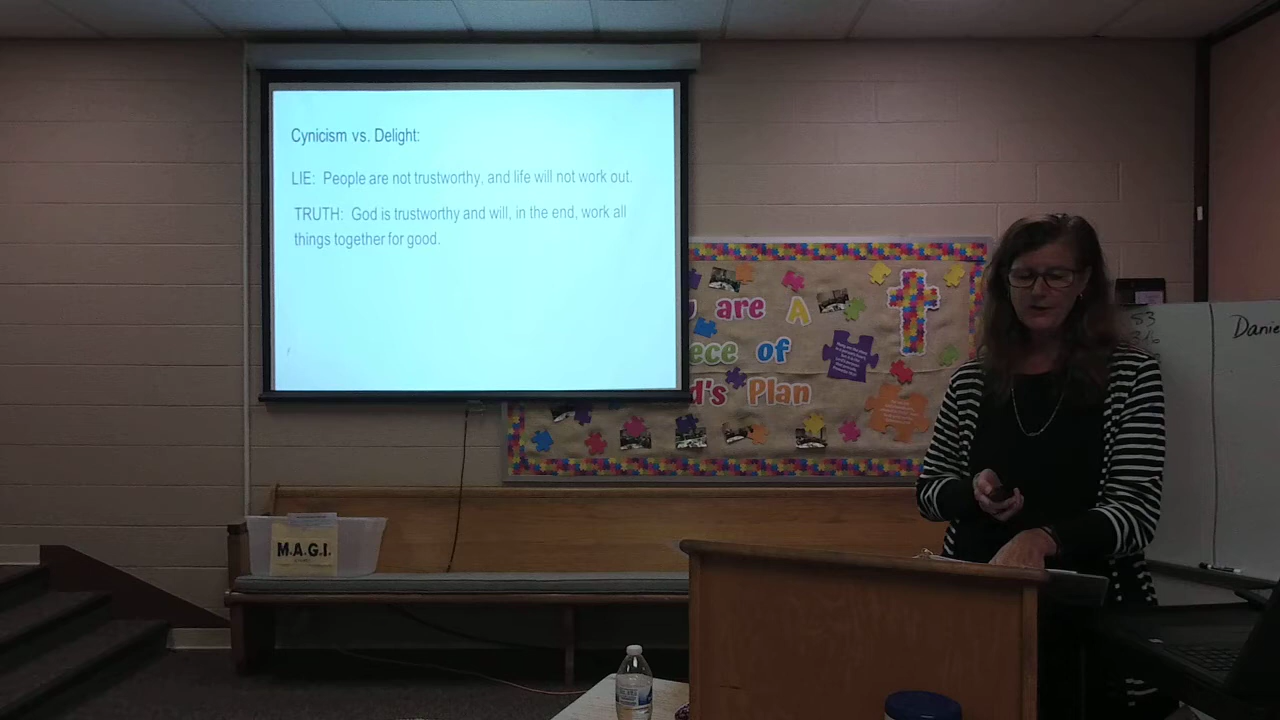 Cynicism vs. Delight:
LIE: People are not trustworthy, and life will not work out.
TRUTH: God is trustworthy and will, in the end, work all
things together for good.
are A
ece of
d's Plan
M.A.G.I.
53
Danie